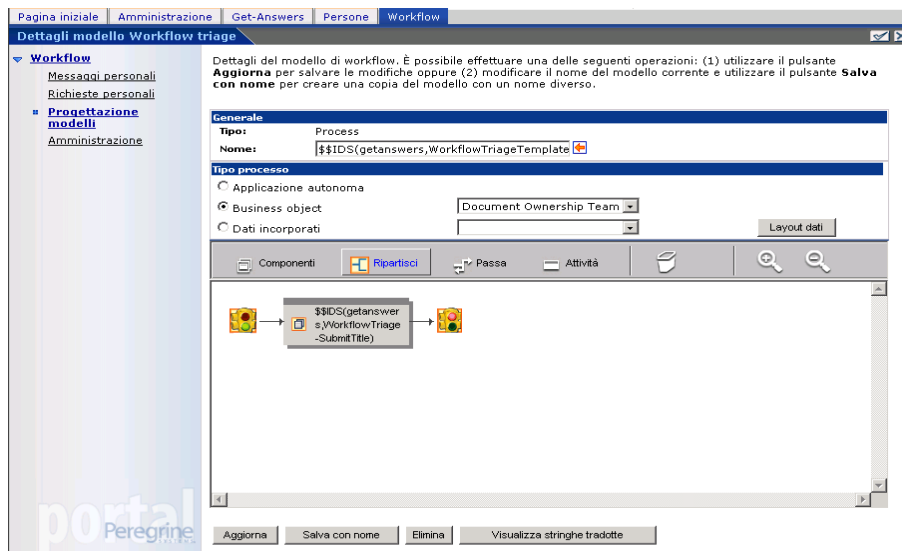 Pagina iniziale Amministrazione Get-Answers Persone Workflow
Dettagli modello Workflow triage
Workflow
Messaggi personali
Richieste personali
Progettazione
modelli
Amministrazione
Dettagli del modello di workflow. È possibile effettuare una delle seguenti operazioni: (1) utilizzare il pulsante
Aggiorna per salvare le modifiche oppure (2) modificare il nome del modello corrente e utilizzare il pulsante Salva
con nome per creare una copia del modello con un nome diverso.
Generale
Tipo: Process
Nome: $$IDS(getanswers,WorkflowTriageTemplate
Tipo processo
Applicazione autonoma
Business object Document Ownership Team
Dati incorporati Layout dati
Componenti Ripartisci Passa Attività
$$IDS(getanswer
s,WorkflowTriage
-SubmitTitle)
portal
Peregrine
Aggiorna Salva con nome Elimina Visualizza stringhe tradotte